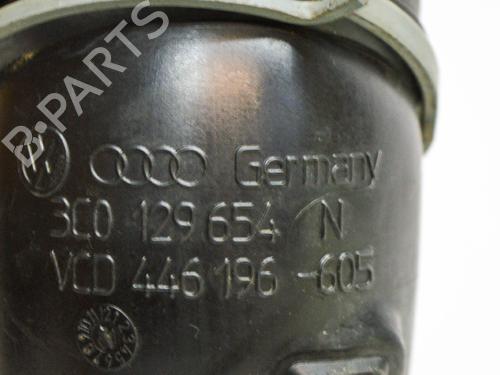 B-PARTS
Germany
3C0 129 654 N
VCD 446 196-605